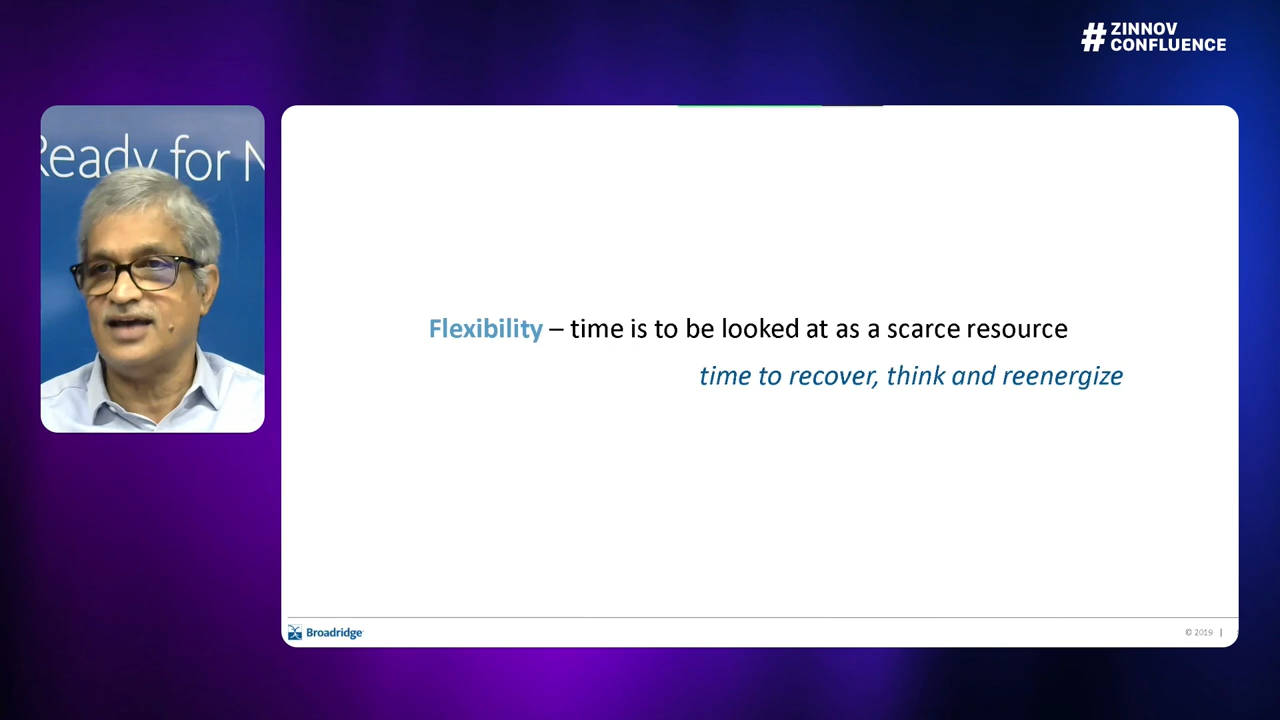 # ZINNOV
CONFLUENCE
Ready for N
Flexibility – time is to be looked at as a scarce resource
time to recover, think and reenergize
Broadridge
© 2019 |